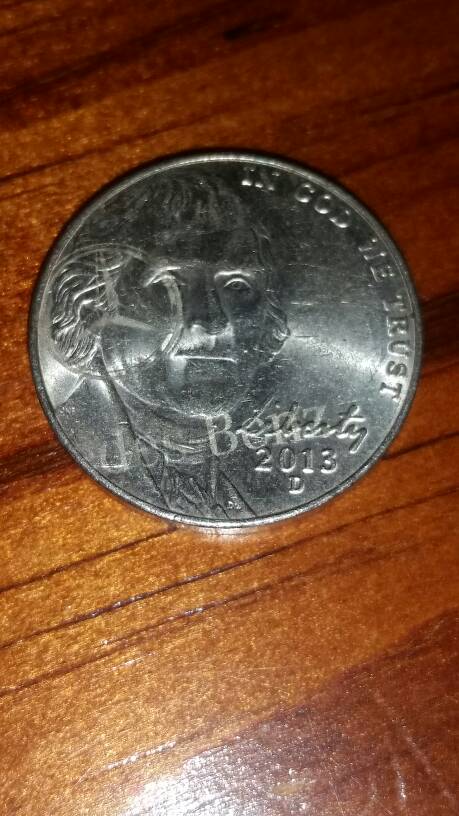 IN GOD WE TRUST
Liberty
2013
D